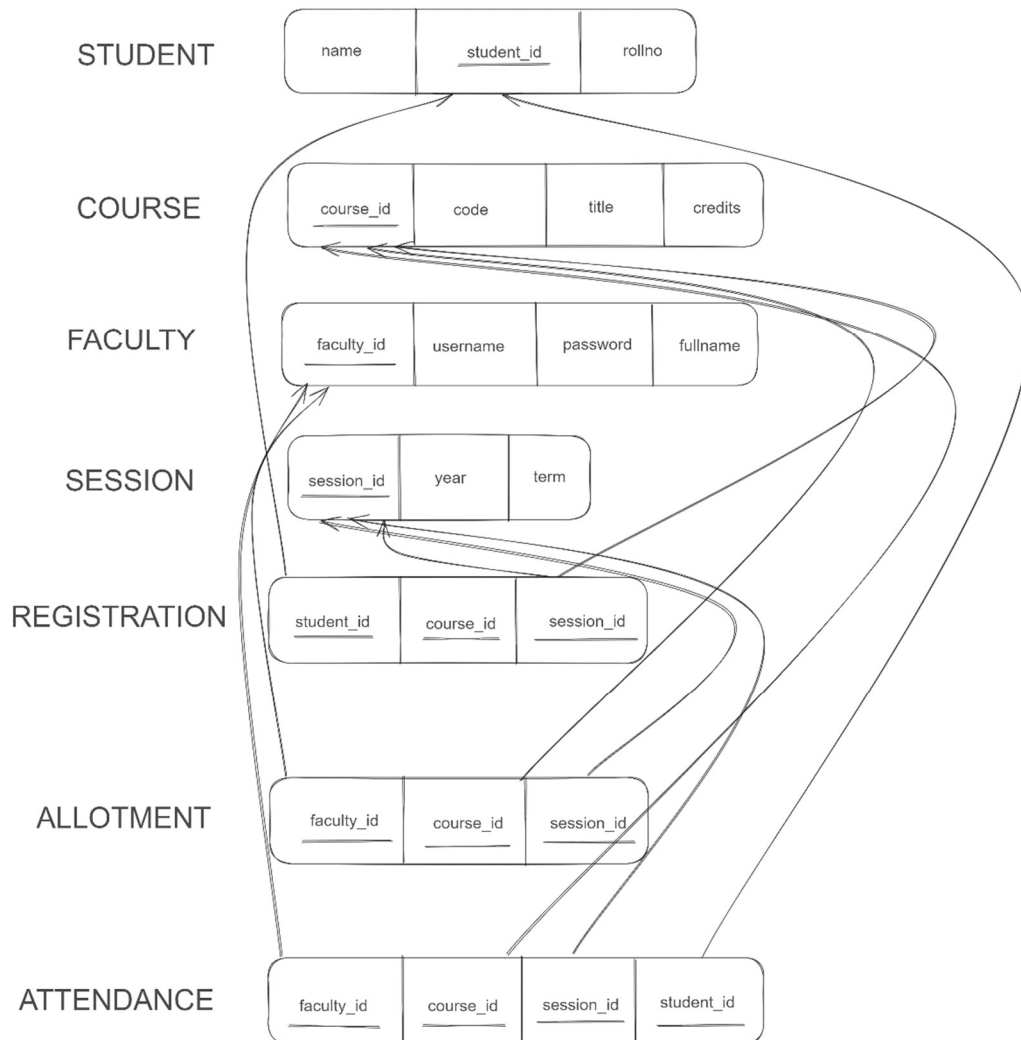 STUDENT
name student_id rollno
COURSE
course_id code title credits
FACULTY
faculty_id username password fullname
SESSION
session_id year term
REGISTRATION
student_id course_id session_id
ALLOTMENT
faculty_id course_id session_id
ATTENDANCE
faculty_id course_id session_id student_id